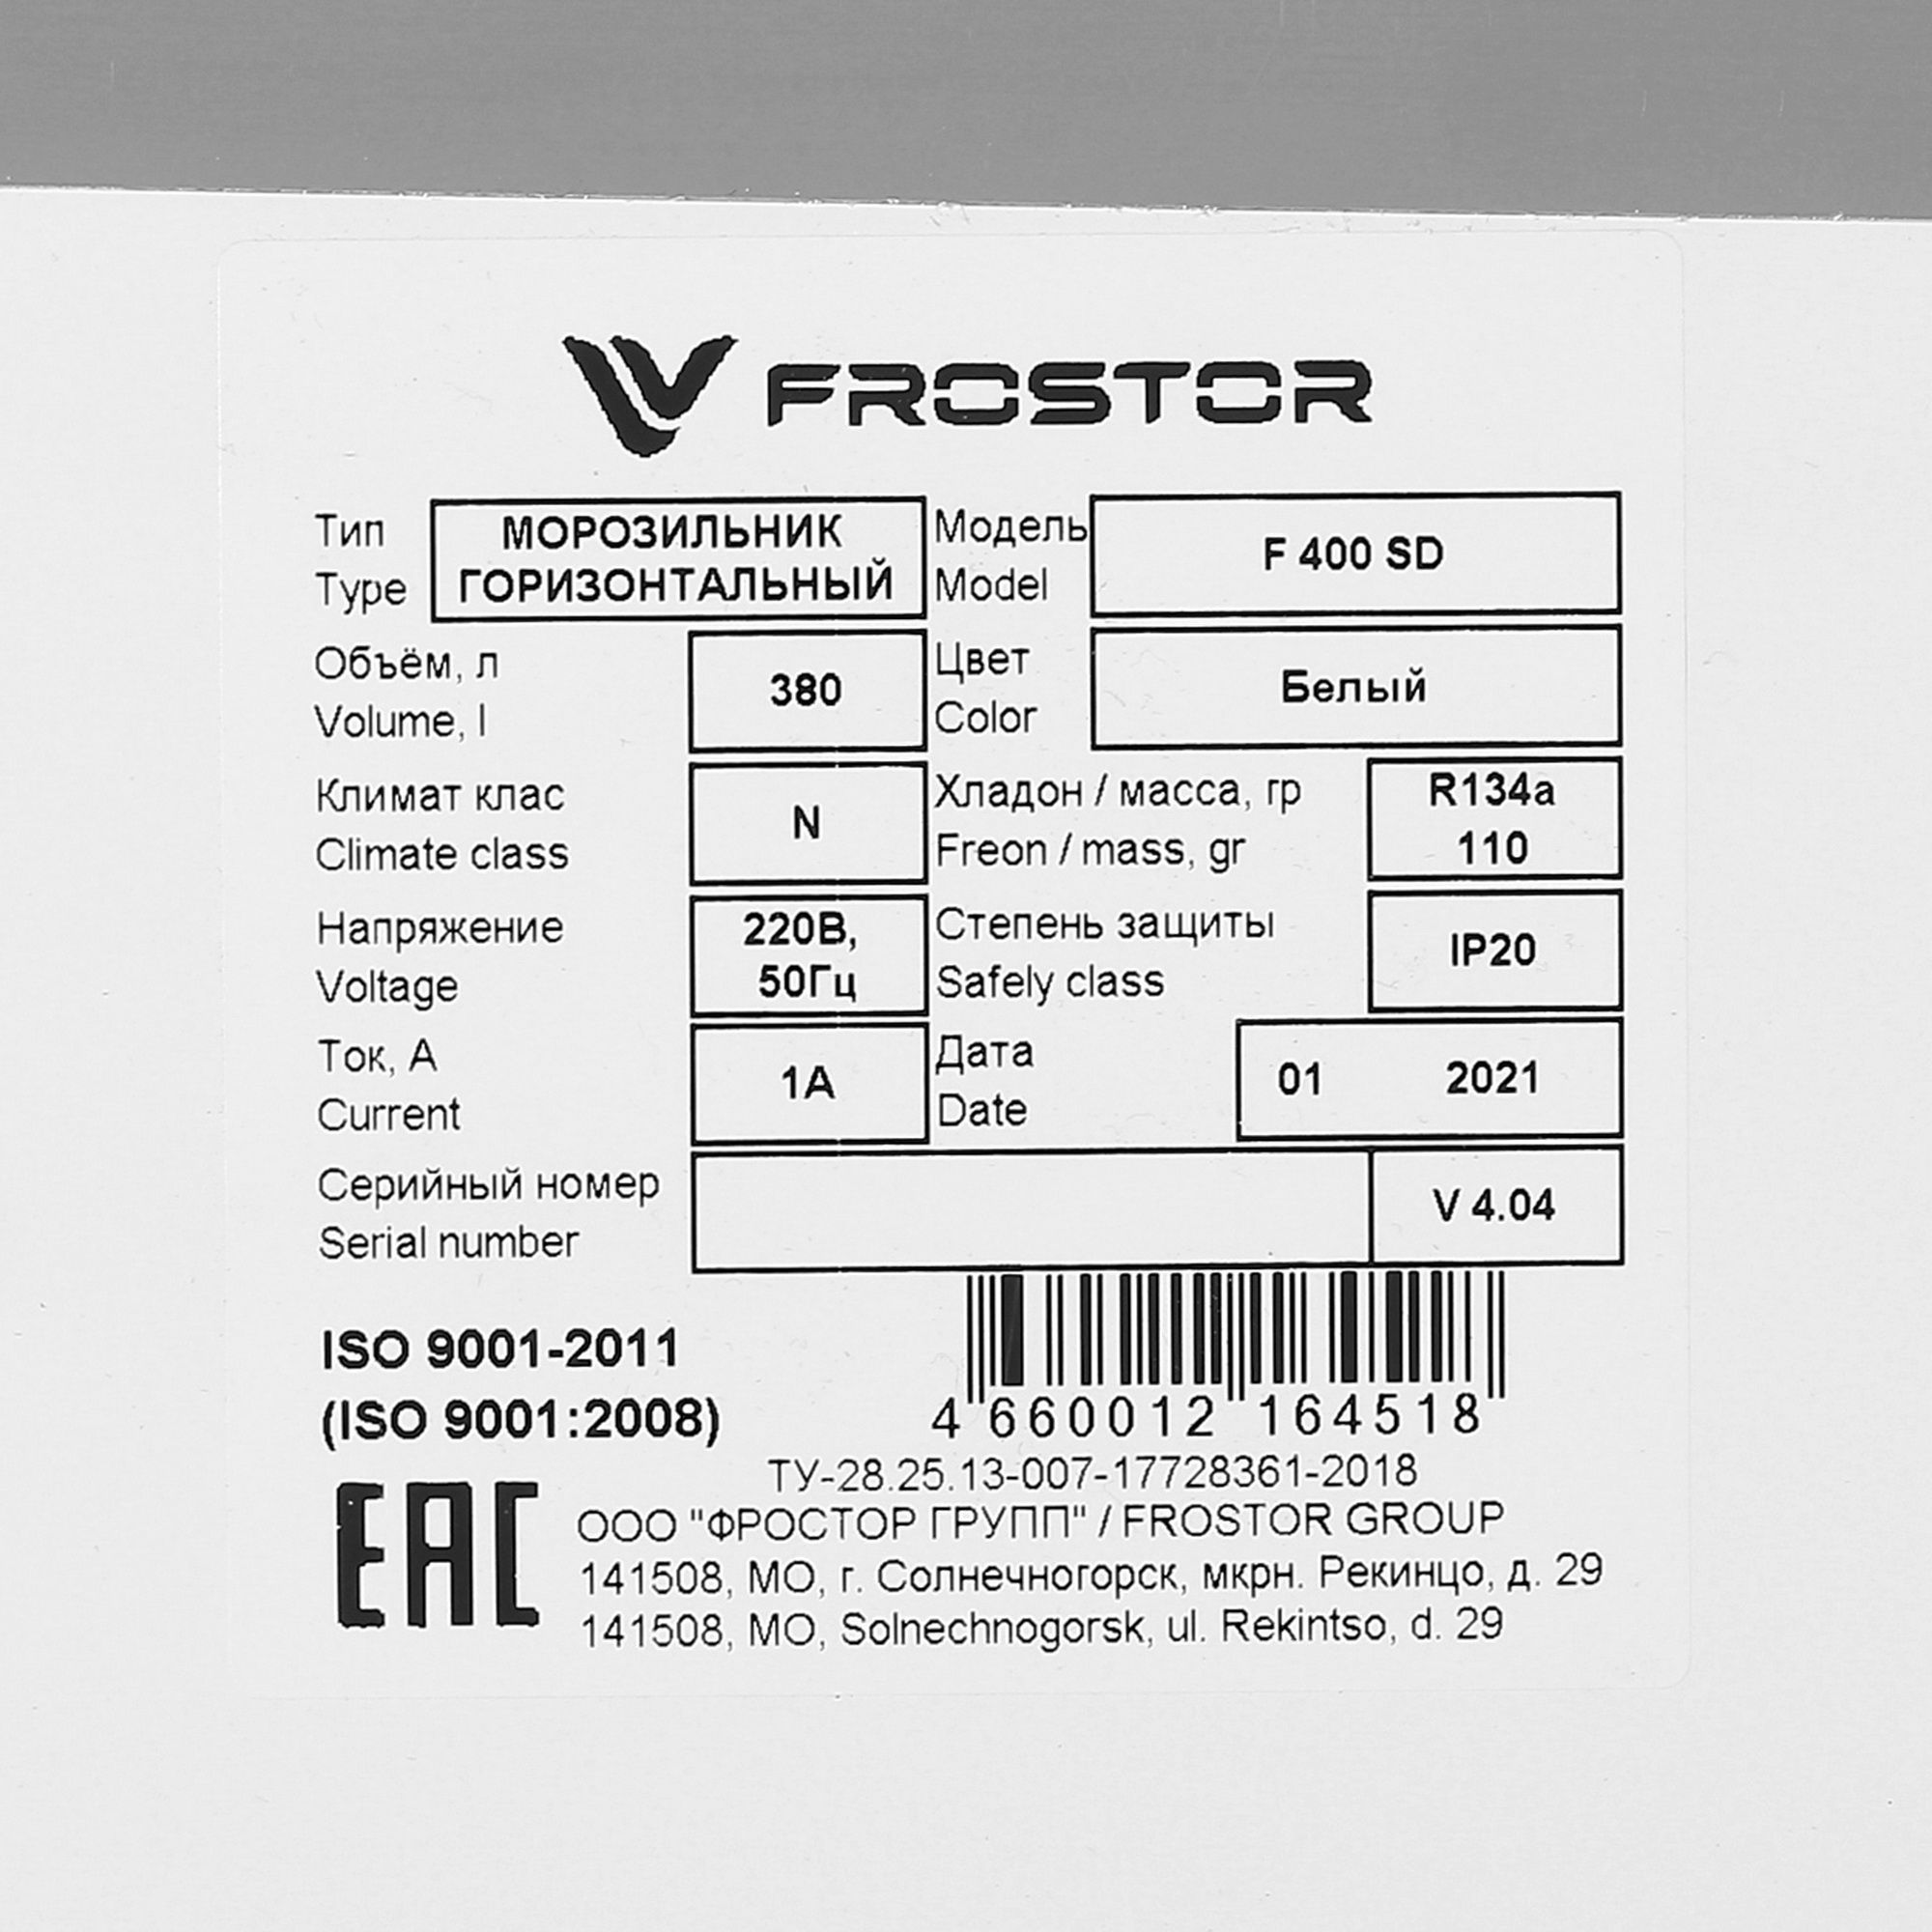 FROSTOR
Тип
Type
МОРОЗИЛЬНИК
ГОРИЗОНТАЛЬНЫЙ
Модель
Model
F 400 SD
Объём, л
Volume, l
380
Цвет
Color
Белый
Климат клас
Climate class
N
Хладон / масса, гр
Freon / mass, gr
R134a
110
Напряжение
Voltage
220В,
50Гц
Степень защиты
Safely class
IP20
Ток, А
Current
1А
Дата
Date
01 2021
Серийный номер
Serial number
V 4.04
ISO 9001-2011
(ISO 9001:2008)
4 660012 164518
ТУ-28.25.13-007-17728361-2018
EAC
ООО "ФРОСТОР ГРУПП" / FROSTOR GROUP
141508, МО, г. Солнечногорск, мкрн. Рекинцо, д. 29
141508, MO, Solnechnogorsk, ul. Rekintso, d. 29